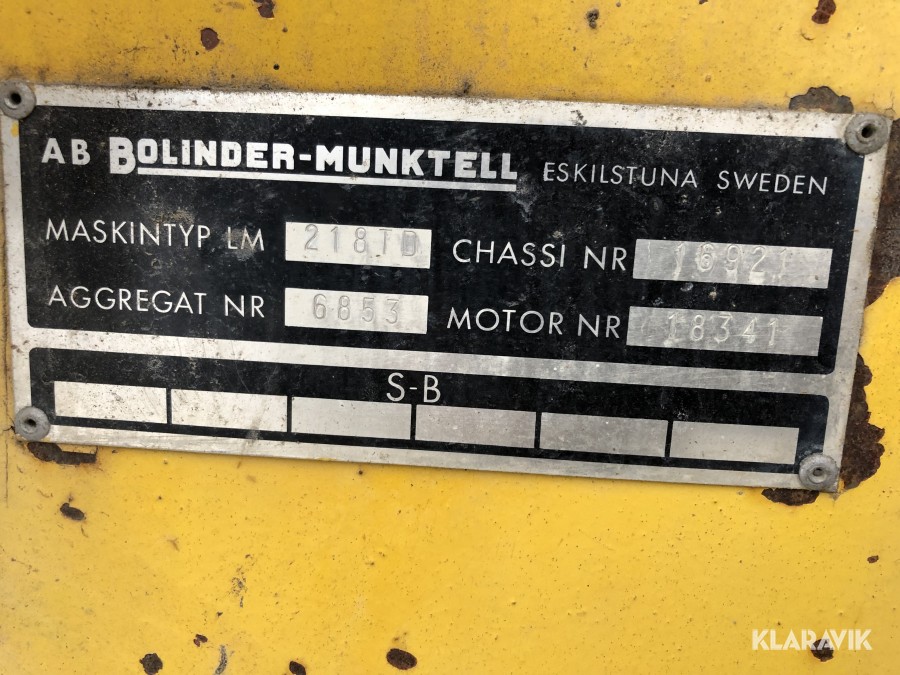 AB BOLINDER-MUNKTELL ESKILSTUNA SWEDEN
MASKINTYP LM 218TD CHASSI NR 16921
AGGREGAT NR 6853 MOTOR NR 18341
S-B
KLARAVIK